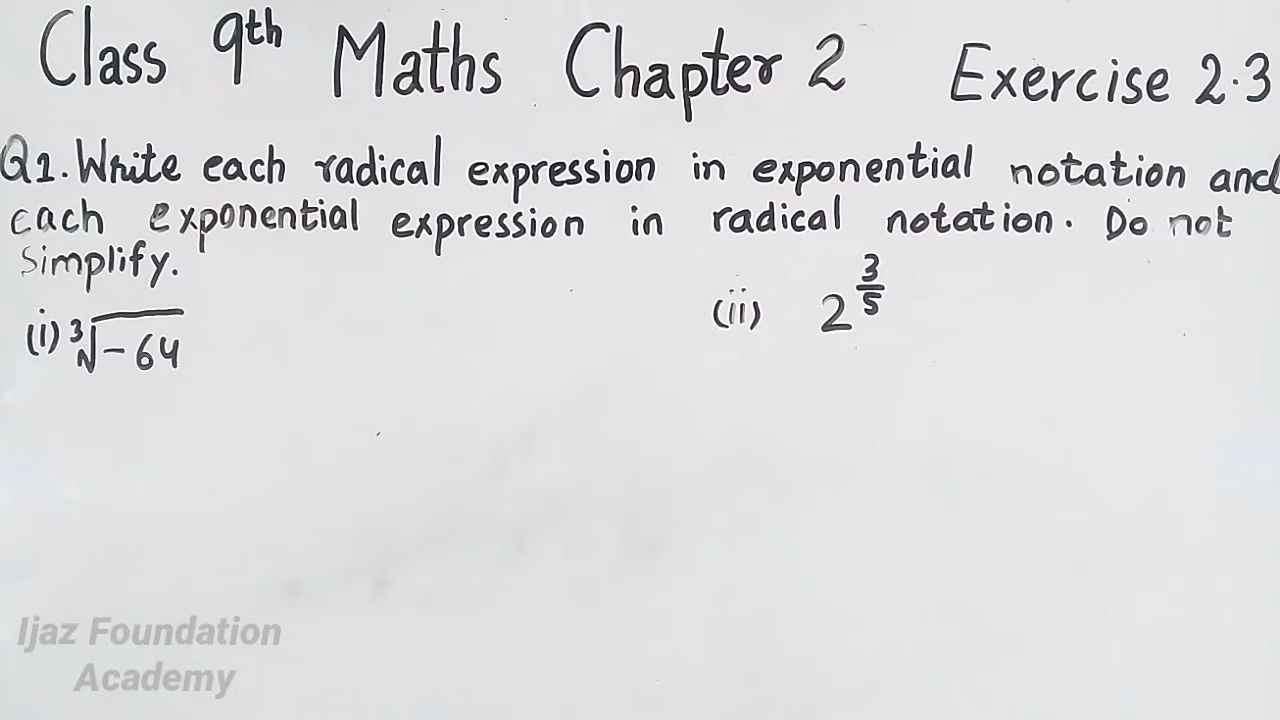 Class 9th Maths Chapter 2 Exercise 2.3
Q1. Write each radical expression in exponential notation and
each exponential expression in radical notation. Do not
simplify.
(i) ∛-64 (ii) 2^(3/5)
Ijaz Foundation
Academy